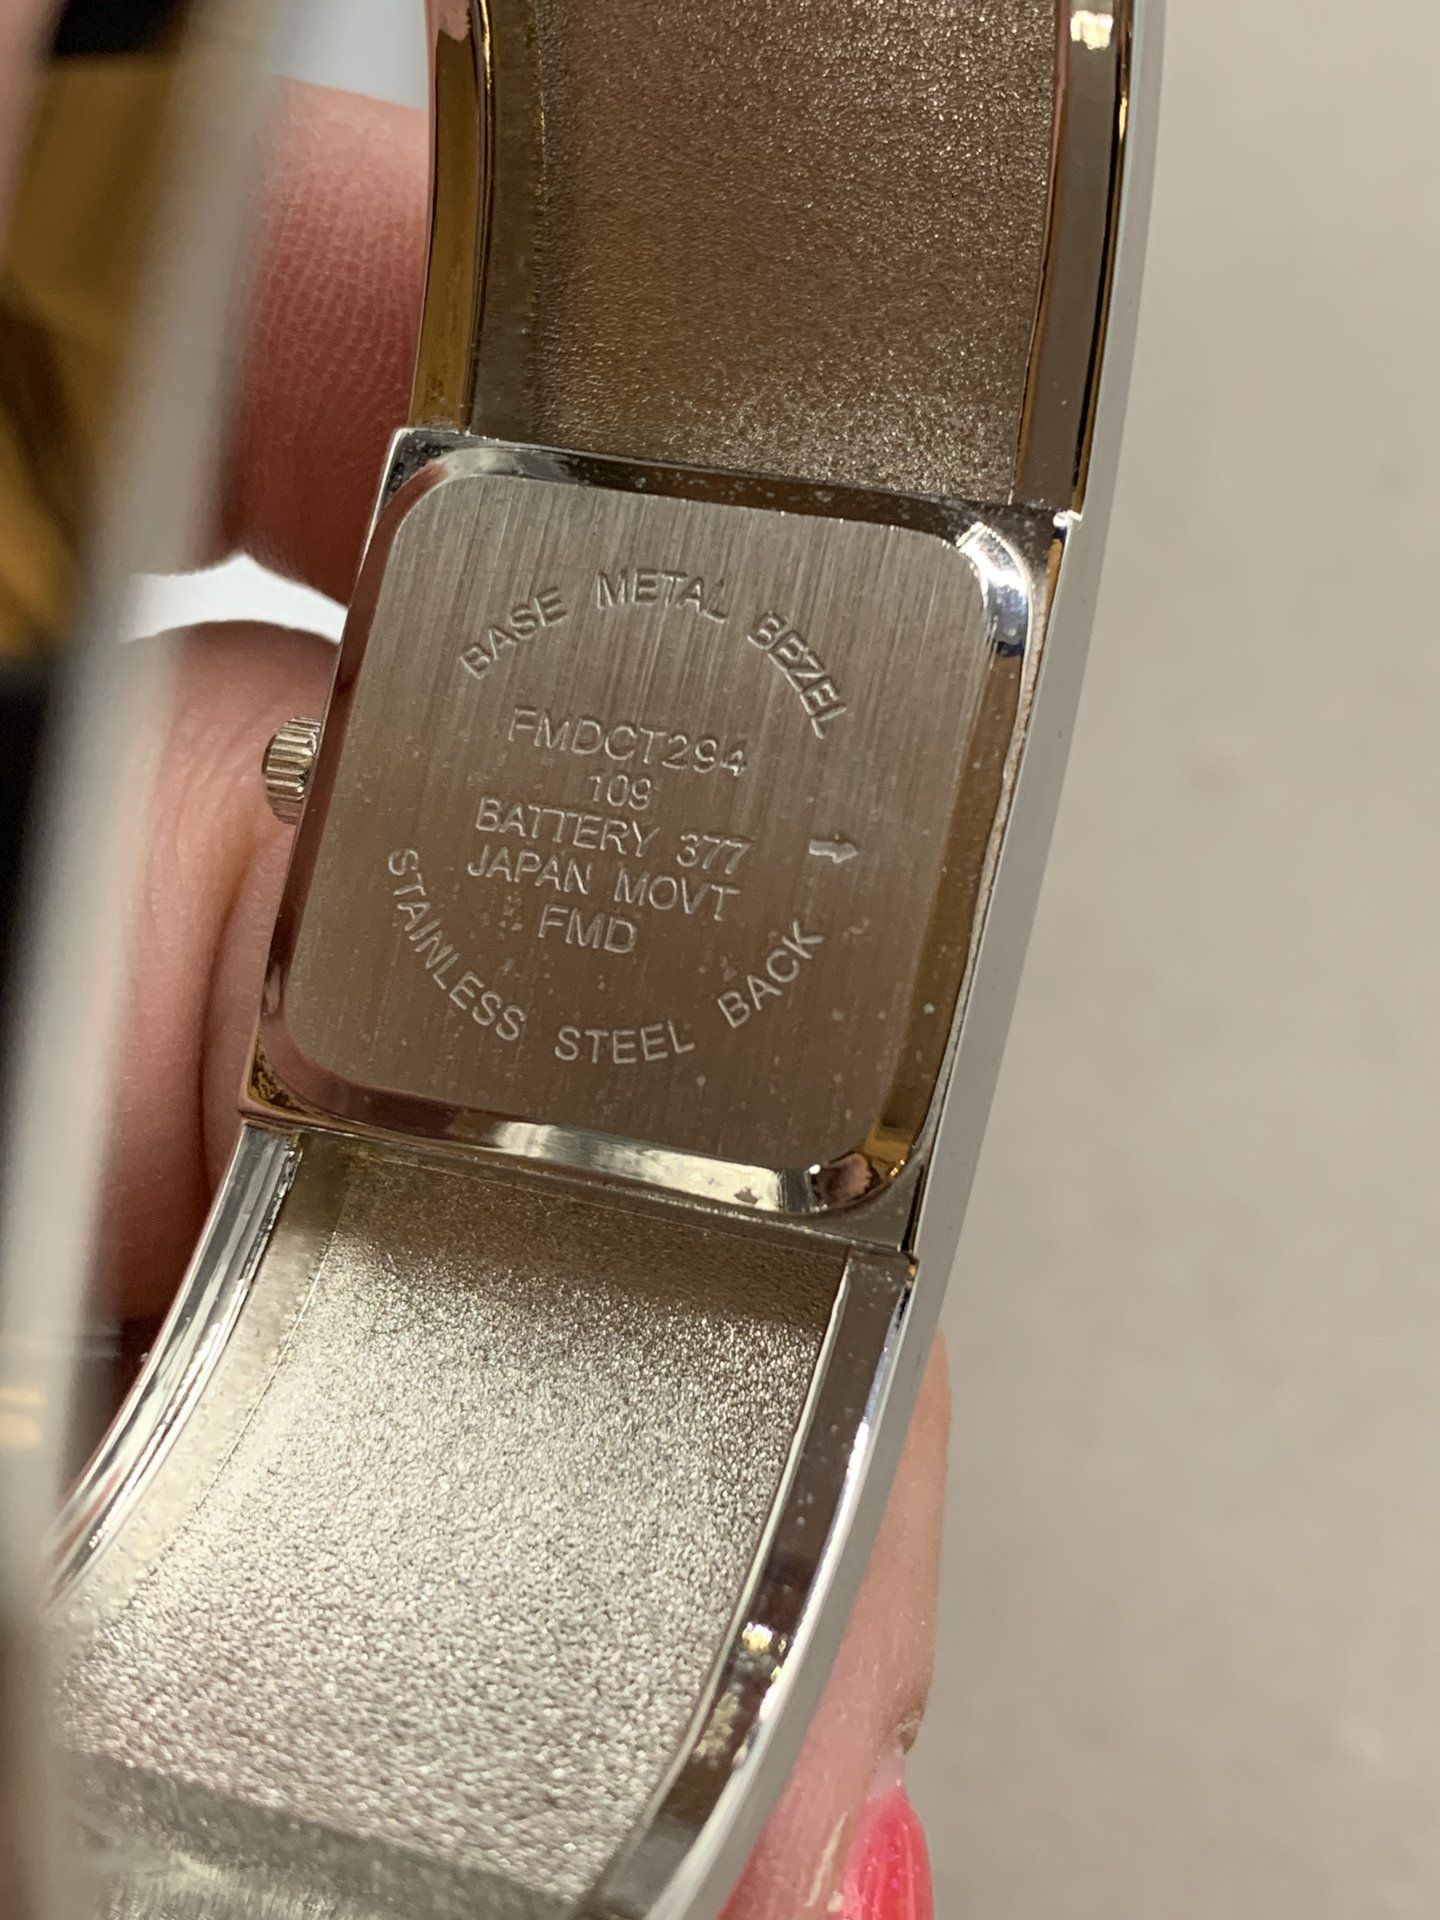 BASE METAL BEZEL
FMDCT294
109
BATTERY 377
JAPAN MOVT
FMD
STAINLESS STEEL BACK